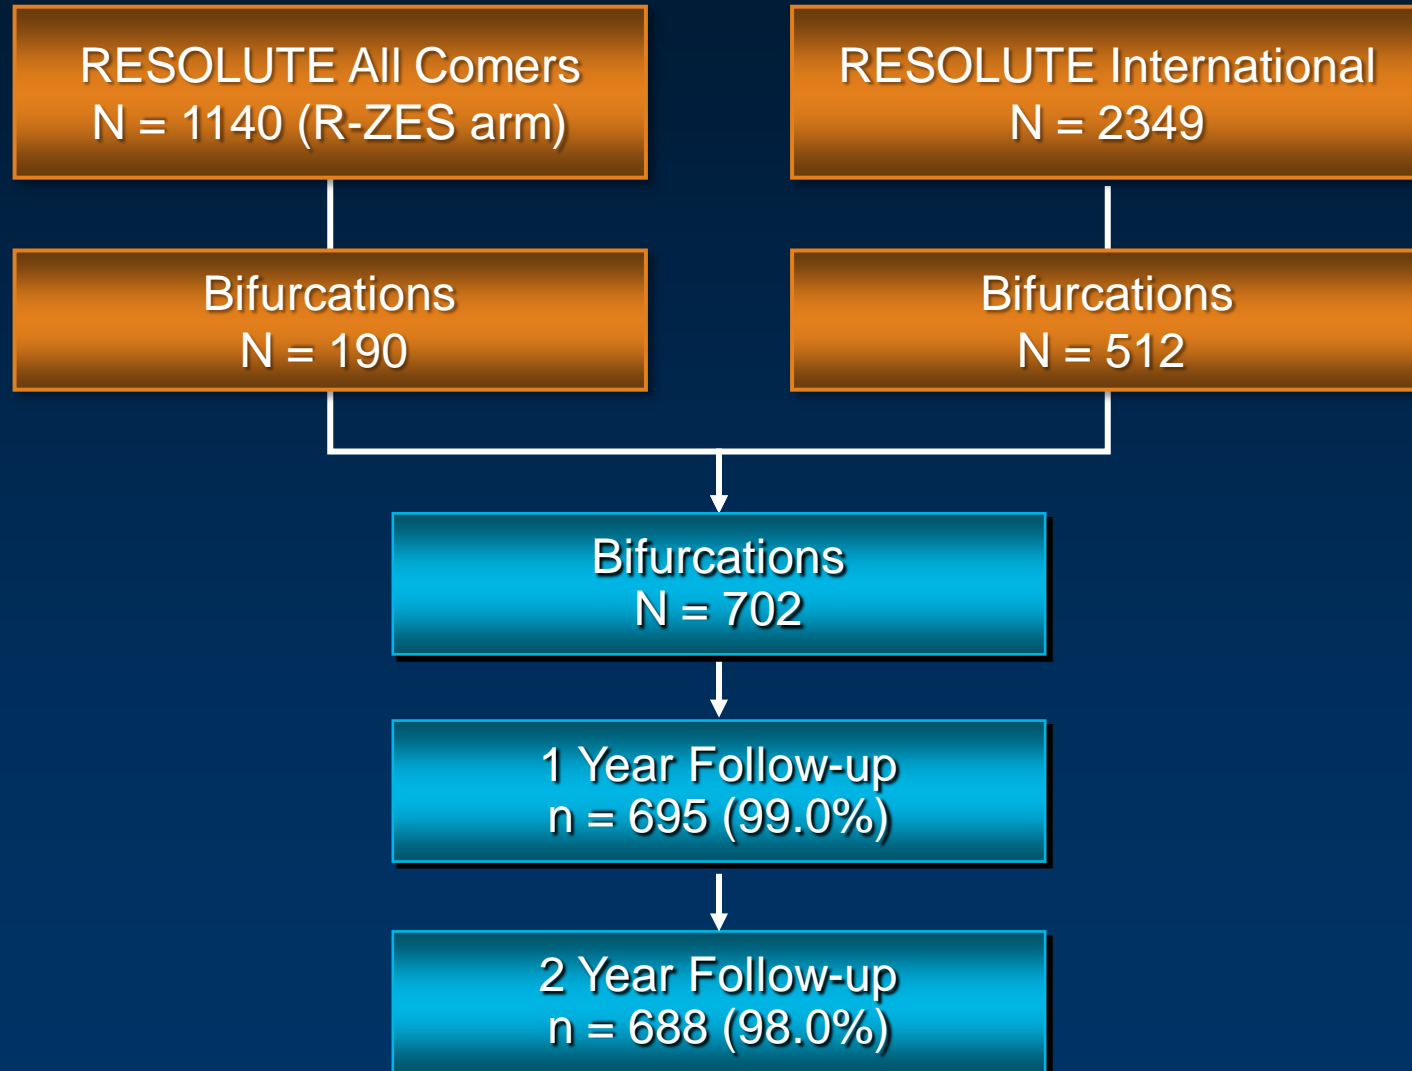 RESOLUTE All Comers
N = 1140 (R-ZES arm)
RESOLUTE International
N = 2349
Bifurcations
N = 190
Bifurcations
N = 512
Bifurcations
N = 702
1 Year Follow-up
n = 695 (99.0%)
2 Year Follow-up
n = 688 (98.0%)